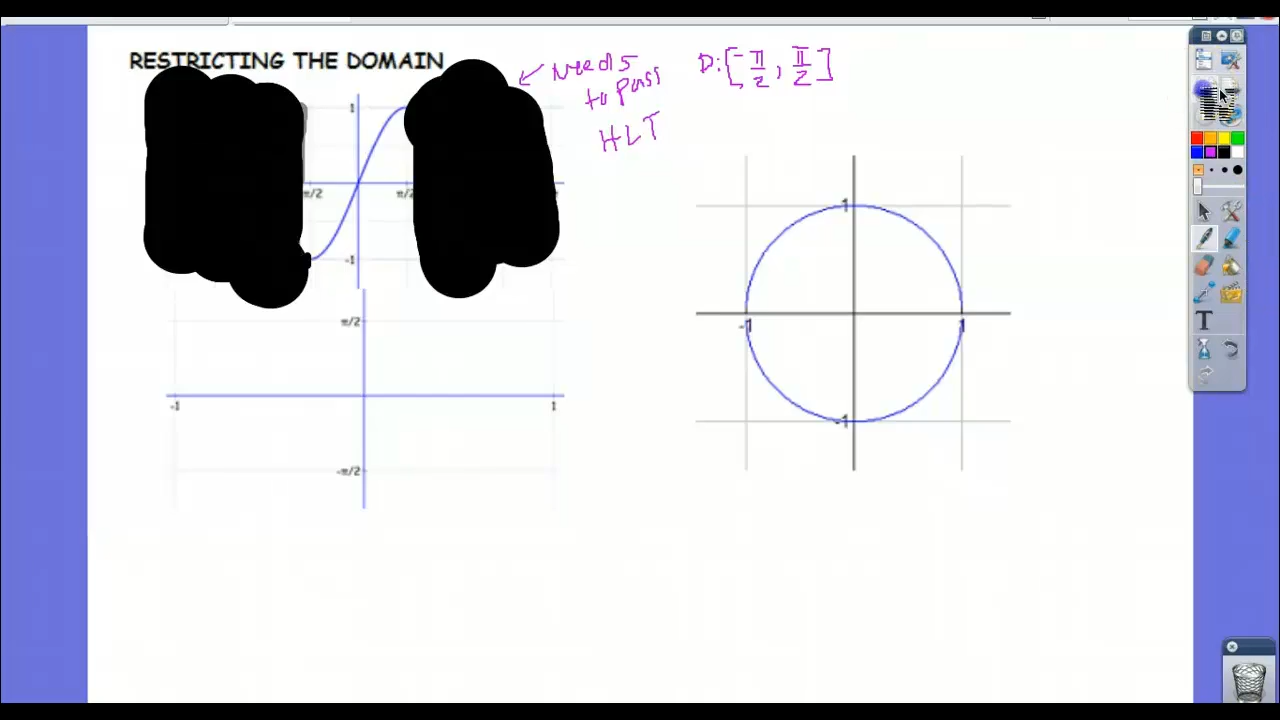 RESTRICTING THE DOMAIN
Needs
to Pass
HLT
D: [-π/2, π/2]
1
π/2
π/2
-1
π/2
-1
1
-π/2
1
-1
1
-1
T